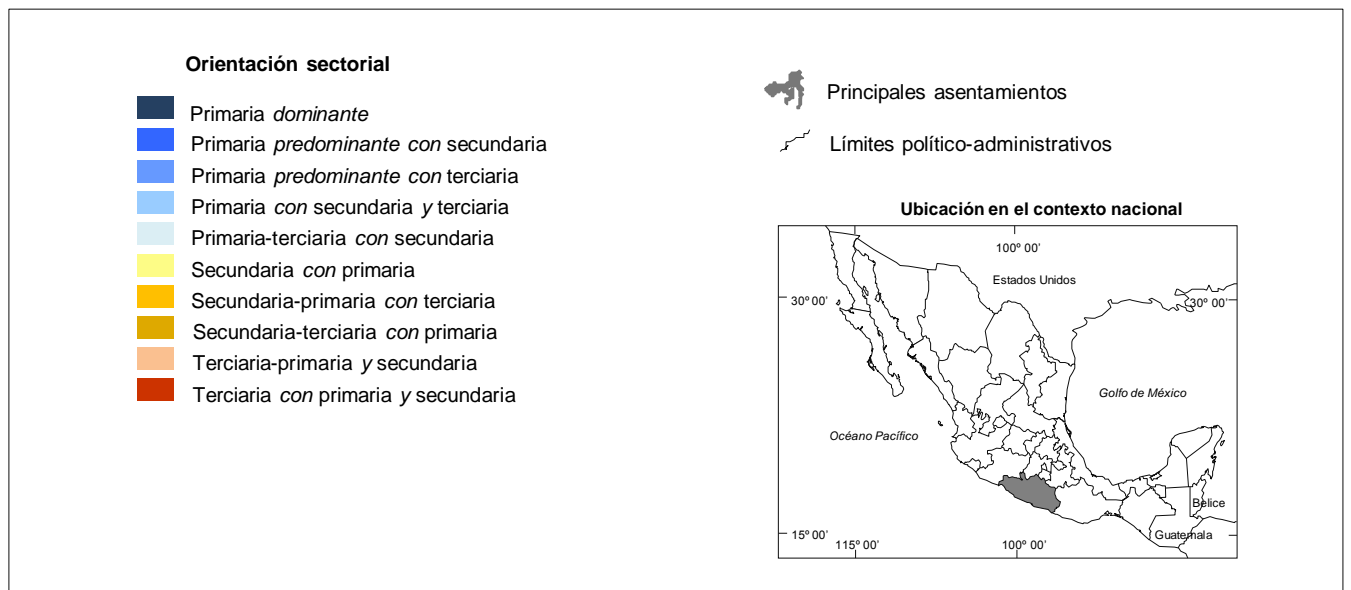 Orientación sectorial
Primaria dominante
Primaria predominante con secundaria
Primaria predominante con terciaria
Primaria con secundaria y terciaria
Primaria-terciaria con secundaria
Secundaria con primaria
Secundaria-primaria con terciaria
Secundaria-terciaria con primaria
Terciaria-primaria y secundaria
Terciaria con primaria y secundaria
Principales asentamientos
Límites político-administrativos
Ubicación en el contexto nacional
100º 00'
Estados Unidos
30º 00'
30º 00'
Golfo de México
Océano Pacífico
Belice
Guatemala
15º 00'
115º 00'
100º 00'